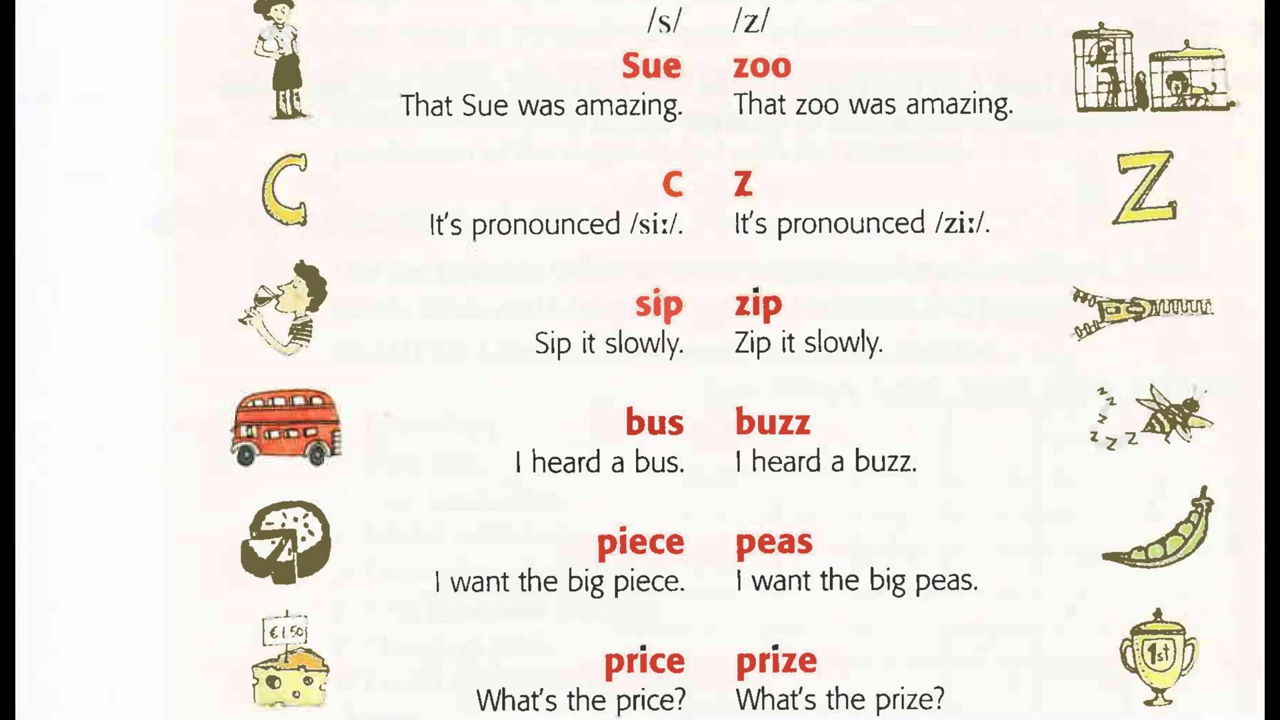 /s/ /z/
Sue zoo
That Sue was amazing. That zoo was amazing.
C Z
C Z
It's pronounced /siː/. It's pronounced /ziː/.
sip zip
Sip it slowly. Zip it slowly.
bus buzz
z z z z z z
I heard a bus. I heard a buzz.
piece peas
I want the big piece. I want the big peas.
€1.50
price prize
1st
What's the price? What's the prize?